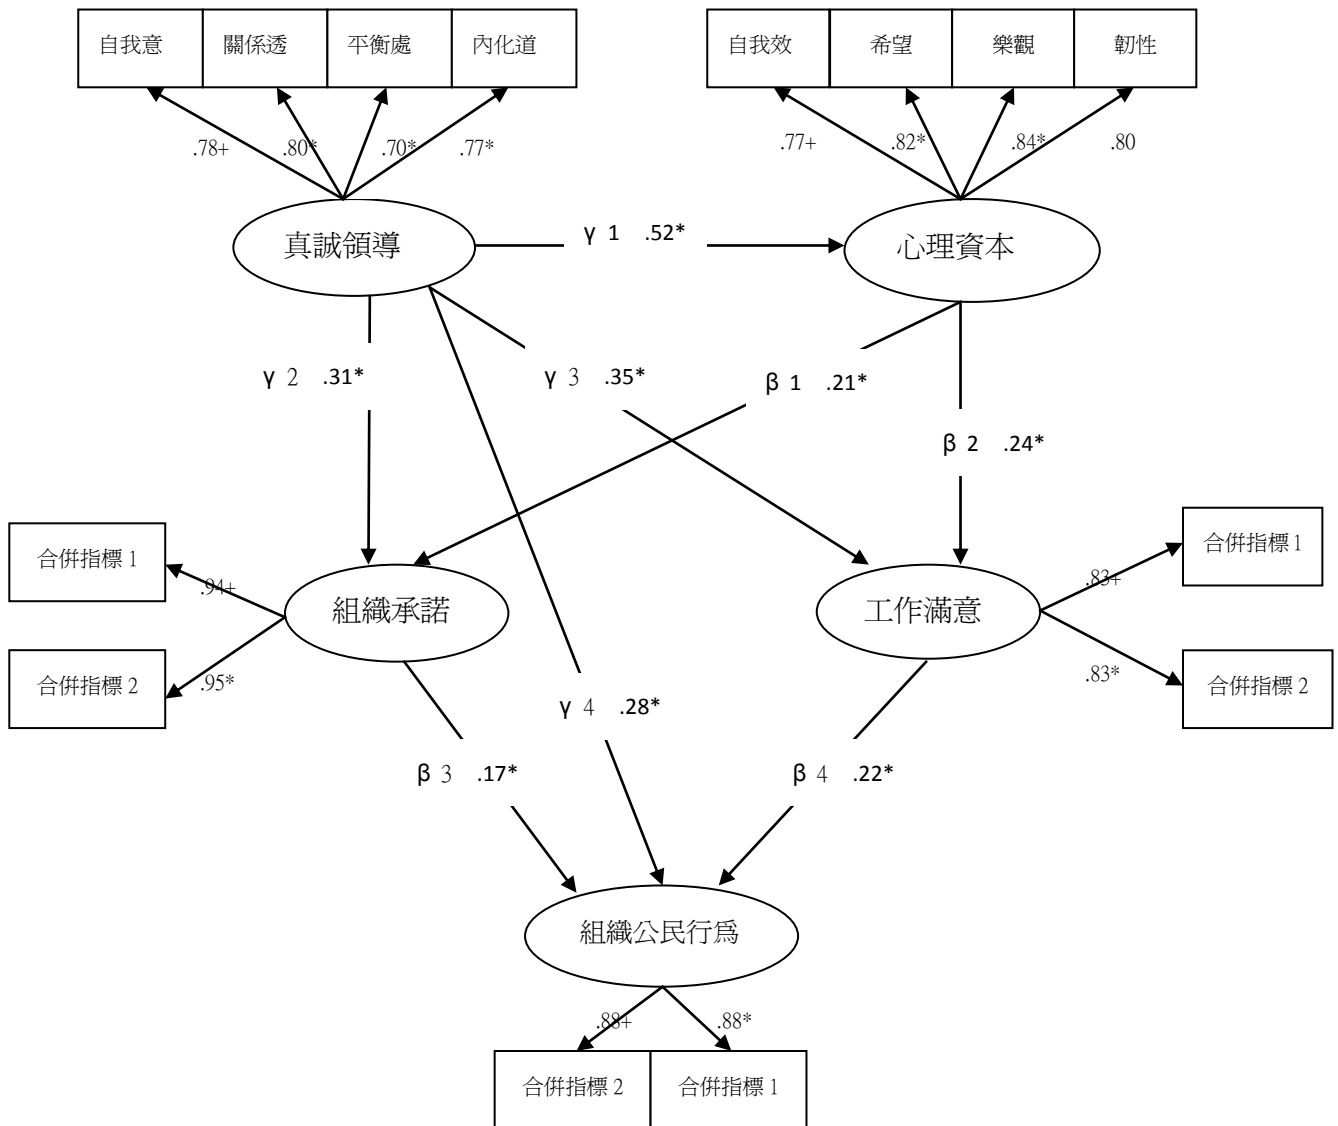 自我意 關係透 平衡處 內化道
自我效 希望 樂觀 韌性
.78+ .80* .70* .77*
.77+ .82* .84* .80
真誠領導
γ 1 .52*
心理資本
γ 2 .31*
γ 3 .35*
β 1 .21*
β 2 .24*
合併指標 1
.94+
組織承諾
工作滿意
.83+
合併指標 1
合併指標 2
.95*
.83*
合併指標 2
γ 4 .28*
β 3 .17*
β 4 .22*
組織公民行為
.88+ .88*
合併指標 2 合併指標 1